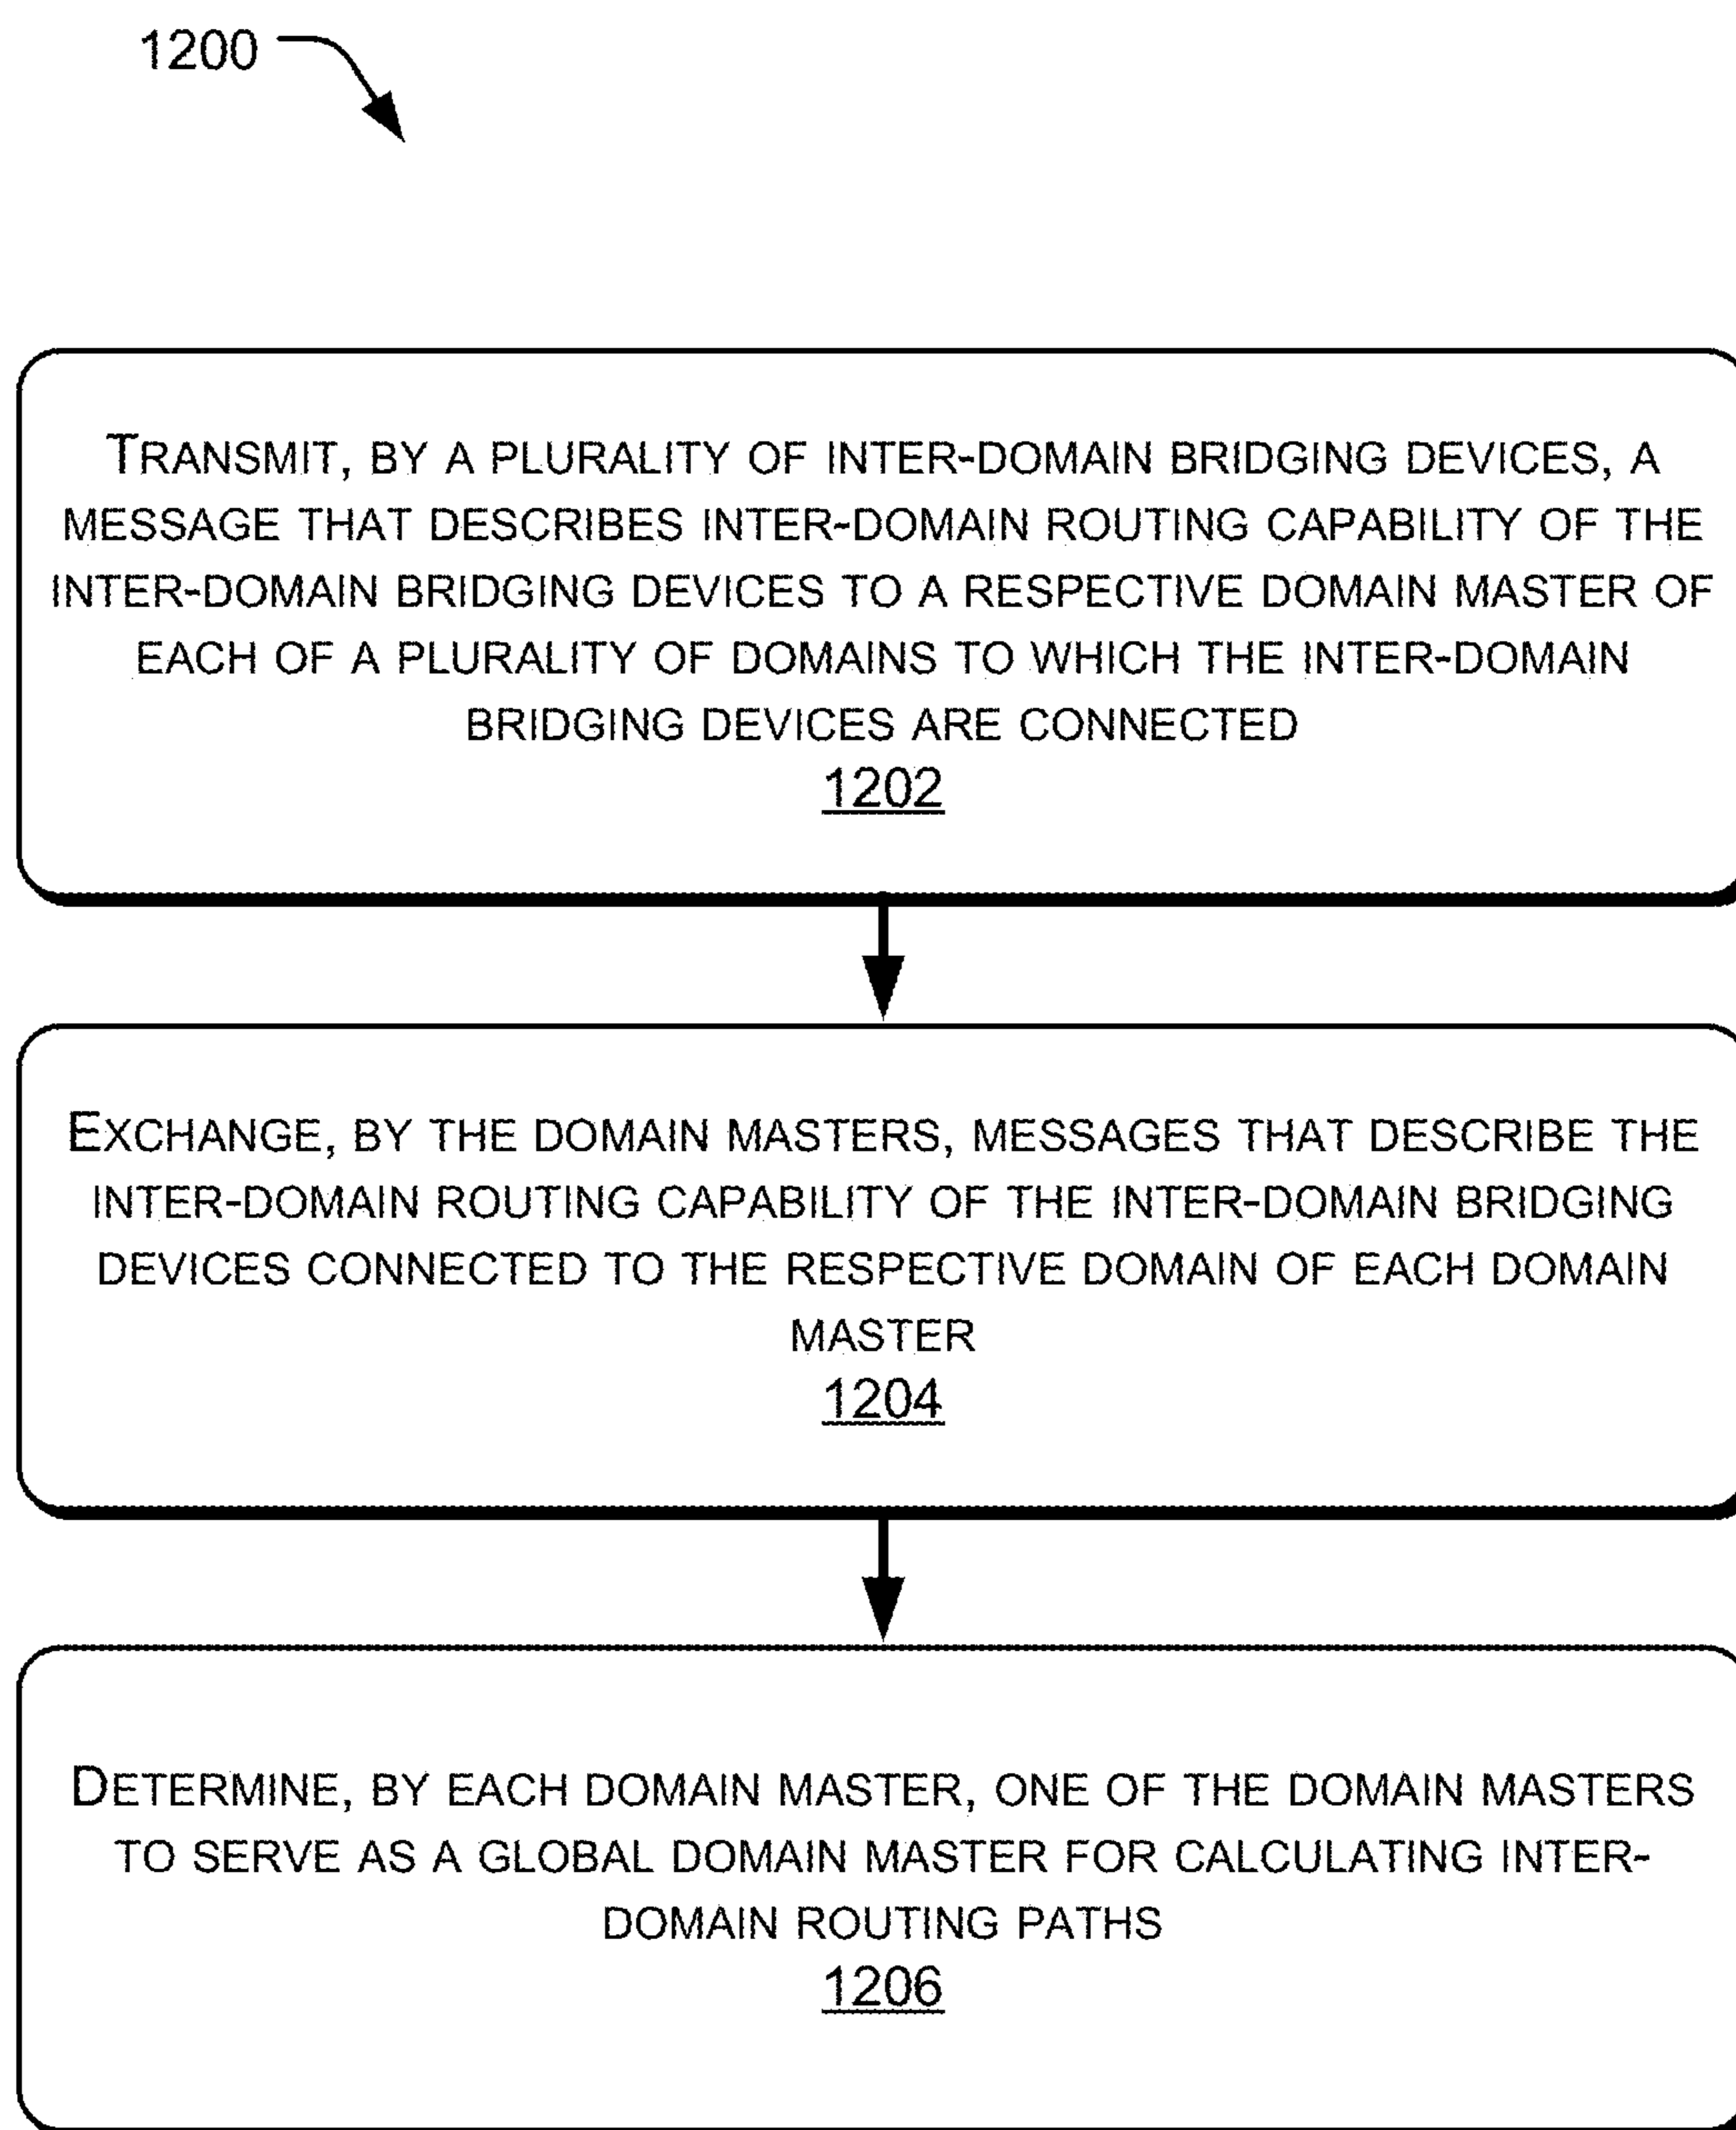 1200
TRANSMIT, BY A PLURALITY OF INTER-DOMAIN BRIDGING DEVICES, A
MESSAGE THAT DESCRIBES INTER-DOMAIN ROUTING CAPABILITY OF THE
INTER-DOMAIN BRIDGING DEVICES TO A RESPECTIVE DOMAIN MASTER OF
EACH OF A PLURALITY OF DOMAINS TO WHICH THE INTER-DOMAIN
BRIDGING DEVICES ARE CONNECTED
1202
EXCHANGE, BY THE DOMAIN MASTERS, MESSAGES THAT DESCRIBE THE
INTER-DOMAIN ROUTING CAPABILITY OF THE INTER-DOMAIN BRIDGING
DEVICES CONNECTED TO THE RESPECTIVE DOMAIN OF EACH DOMAIN
MASTER
1204
DETERMINE, BY EACH DOMAIN MASTER, ONE OF THE DOMAIN MASTERS
TO SERVE AS A GLOBAL DOMAIN MASTER FOR CALCULATING INTER-
DOMAIN ROUTING PATHS
1206